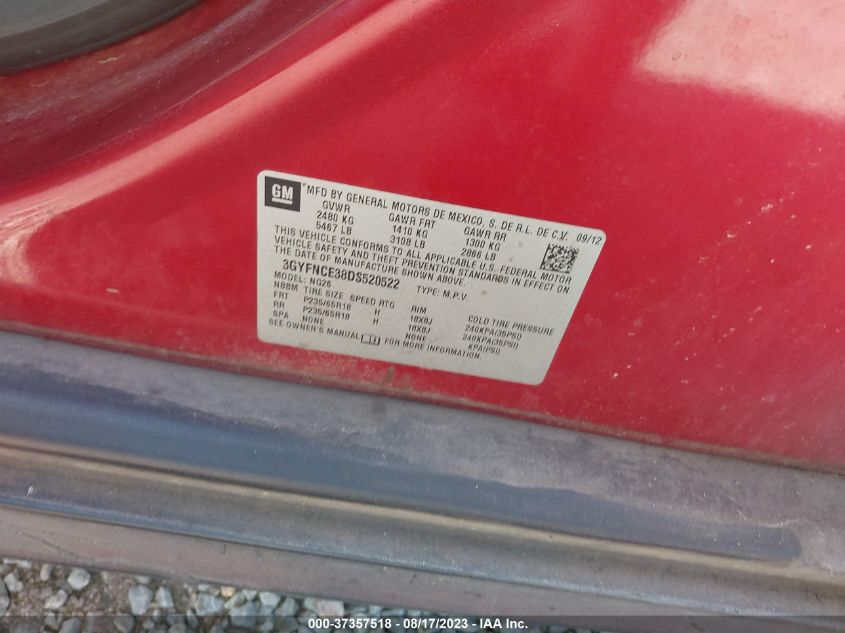 GM MFD BY GENERAL MOTORS DE MEXICO, S. DE R.L. DE C.V. 09/12
GVWR GAWR FRT GAWR RR
2480 KG 1410 KG 1300 KG
5467 LB 3108 LB 2866 LB
THIS VEHICLE CONFORMS TO ALL APPLICABLE U.S. FEDERAL MOTOR
VEHICLE SAFETY AND THEFT PREVENTION STANDARDS IN EFFECT ON
THE DATE OF MANUFACTURE SHOWN ABOVE.
3GYFNCE38DS520522 TYPE: M.P.V.
MODEL: NG26
NBBM TIRE SIZE SPEED RTG RIM COLD TIRE PRESSURE
FRT P235/65R18 H 18X8J 240KPA(35PSI)
RR P235/65R18 H 18X8J 240KPA(35PSI)
SPA NONE NONE KPA(PSI)
SEE OWNER'S MANUAL FOR MORE INFORMATION.
000-37357518 - 08/17/2023 - IAA Inc.